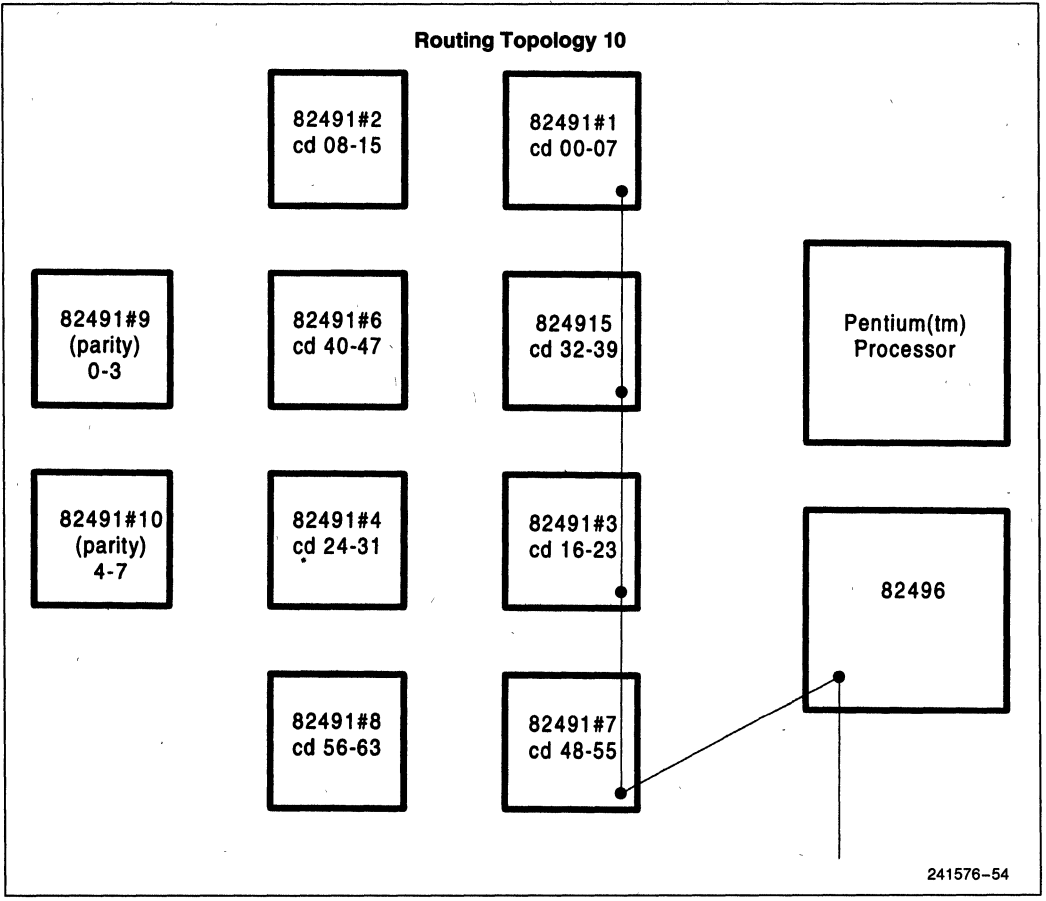 Routing Topology 10
82491#2
cd 08-15
82491#1
cd 00-07
82491#9
(parity)
0-3
82491#6
cd 40-47
824915
cd 32-39
Pentium(tm)
Processor
82491#10
(parity)
4-7
82491#4
cd 24-31
82491#3
cd 16-23
82496
82491#8
cd 56-63
82491#7
cd 48-55
241576-54